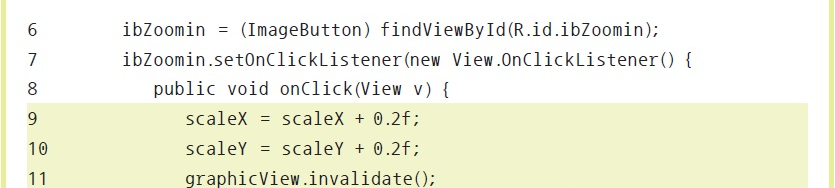 6 ibZoomin = (ImageButton) findViewById(R.id.ibZoomin);
7 ibZoomin.setOnClickListener(new View.OnClickListener() {
8 public void onClick(View v) {
9 scaleX = scaleX + 0.2f;
10 scaleY = scaleY + 0.2f;
11 graphicView.invalidate();